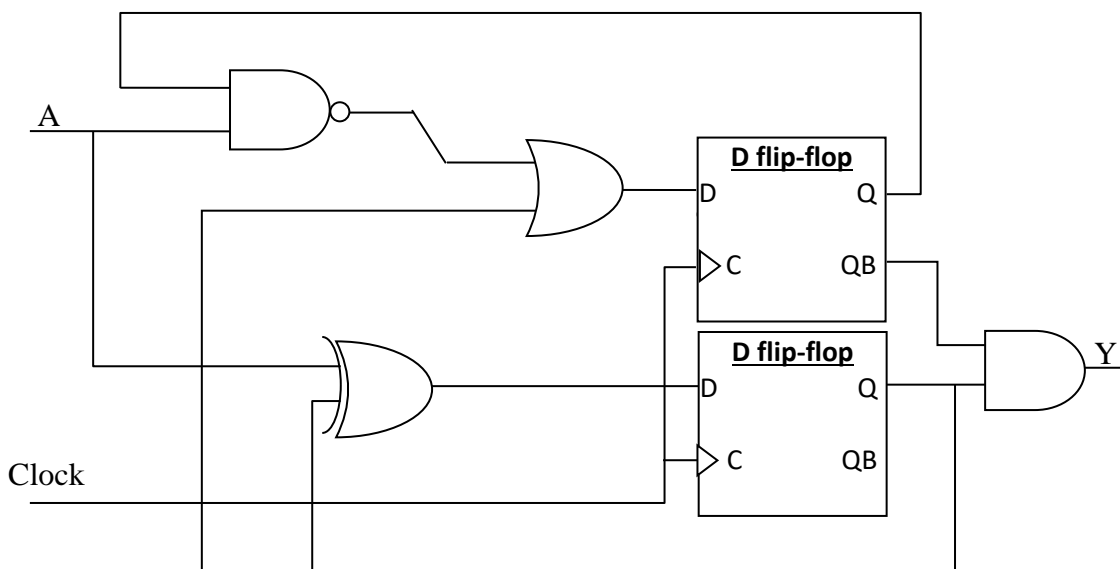 A
D flip-flop
D Q
C QB
D flip-flop
Y
D Q
C QB
Clock